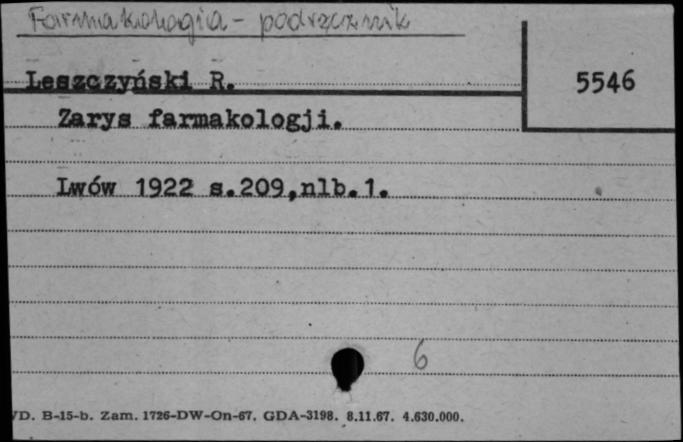 Farmakologia - podręcznik
Leszczyński R.
5546
Zarys farmakologji.
Lwów 1922 s.209,nlb.1.
6
VD. B-15-b. Zam. 1726-DW-On-67. GDA-3198. 8.11.67. 4.630.000.